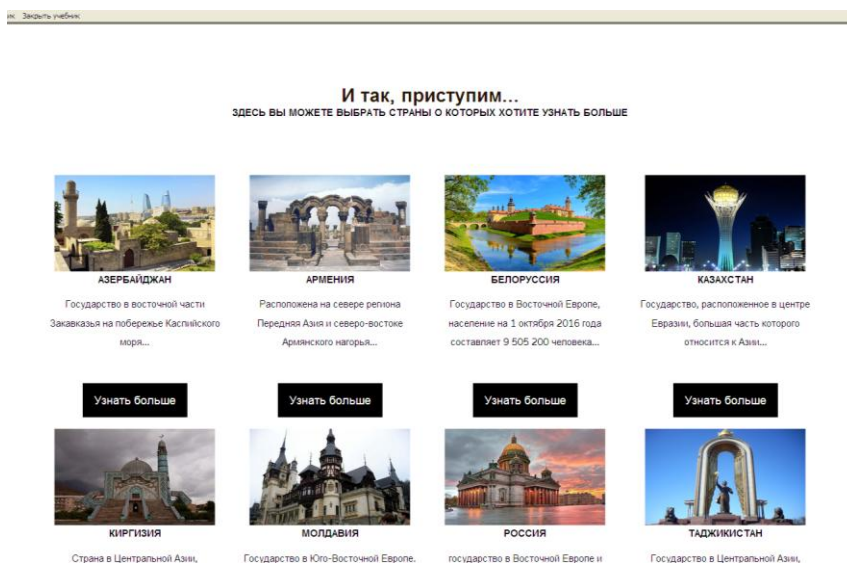 ик Закрыть учебник
И так, приступим...
ЗДЕСЬ ВЫ МОЖЕТЕ ВЫБРАТЬ СТРАНЫ О КОТОРЫХ ХОТИТЕ УЗНАТЬ БОЛЬШЕ
АЗЕРБАЙДЖАН
Государство в восточной части
Закавказья на побережье Каспийского
моря...
Узнать больше
АРМЕНИЯ
Расположена на севере региона
Передняя Азия и северо-востоке
Армянского нагорья...
Узнать больше
БЕЛОРУССИЯ
Государство в Восточной Европе,
население на 1 октября 2016 года
составляет 9 505 200 человека...
Узнать больше
КАЗАХСТАН
Государство, расположенное в центре
Евразии, большая часть которого
относится к Азии...
Узнать больше
КИРГИЗИЯ
Страна в Центральной Азии,
МОЛДАВИЯ
Государство в Юго-Восточной Европе.
РОССИЯ
государство в Восточной Европе и
ТАДЖИКИСТАН
Государство в Центральной Азии,